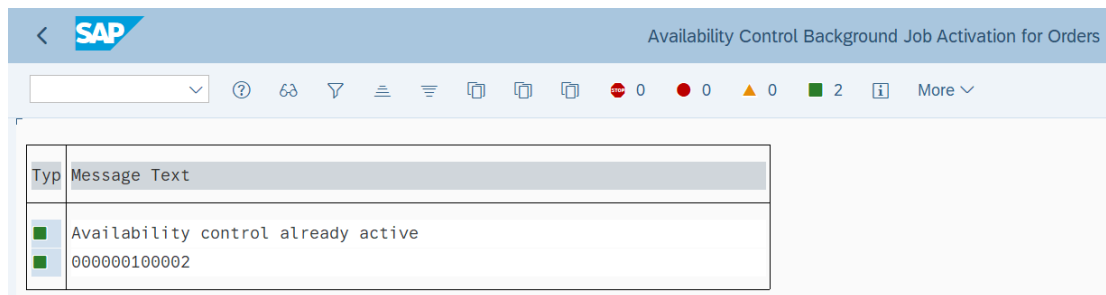 SAP
Availability Control Background Job Activation for Orders
STOP 0 0 0 2 More
Typ Message Text
Availability control already active
000000100002